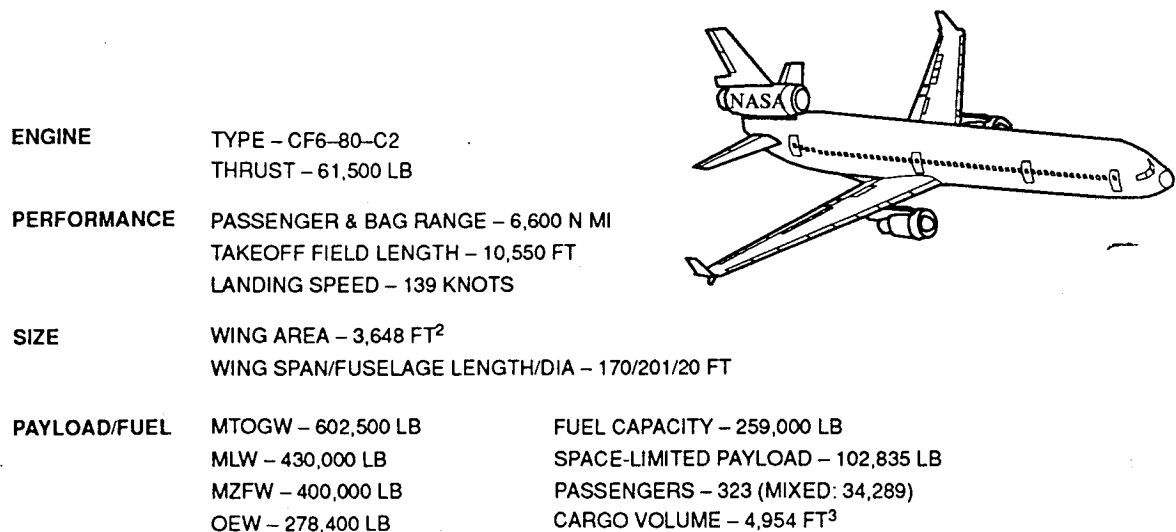 NASA
ENGINE TYPE – CF6–80–C2
THRUST – 61,500 LB
PERFORMANCE PASSENGER & BAG RANGE – 6,600 N MI
TAKEOFF FIELD LENGTH – 10,550 FT
LANDING SPEED – 139 KNOTS
SIZE WING AREA – 3,648 FT²
WING SPAN/FUSELAGE LENGTH/DIA – 170/201/20 FT
PAYLOAD/FUEL MTOGW – 602,500 LB FUEL CAPACITY – 259,000 LB
MLW – 430,000 LB SPACE-LIMITED PAYLOAD – 102,835 LB
MZFW – 400,000 LB PASSENGERS – 323 (MIXED: 34,289)
OEW – 278,400 LB CARGO VOLUME – 4,954 FT³